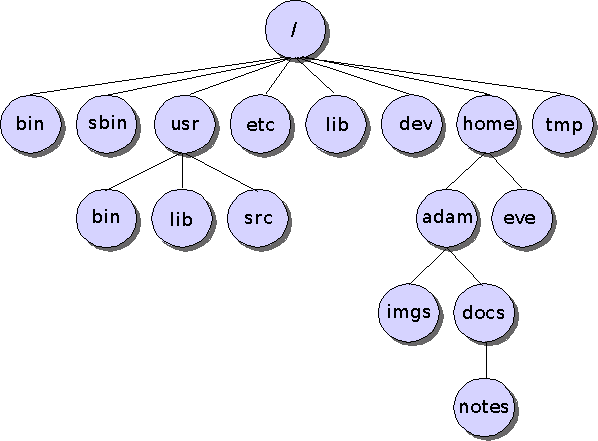 /
bin sbin usr etc lib dev home tmp
bin lib src adam eve
imgs docs
notes